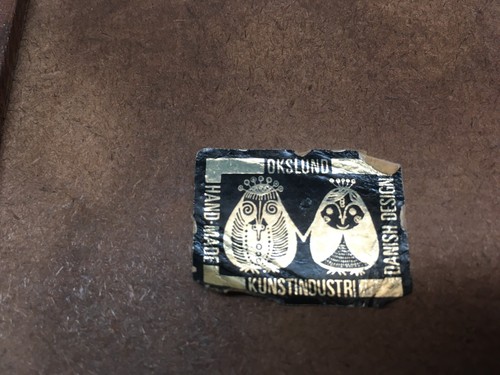 OKSLUND
HAND-MADE
DANISH DESIGN
KUNSTINDUSTRI